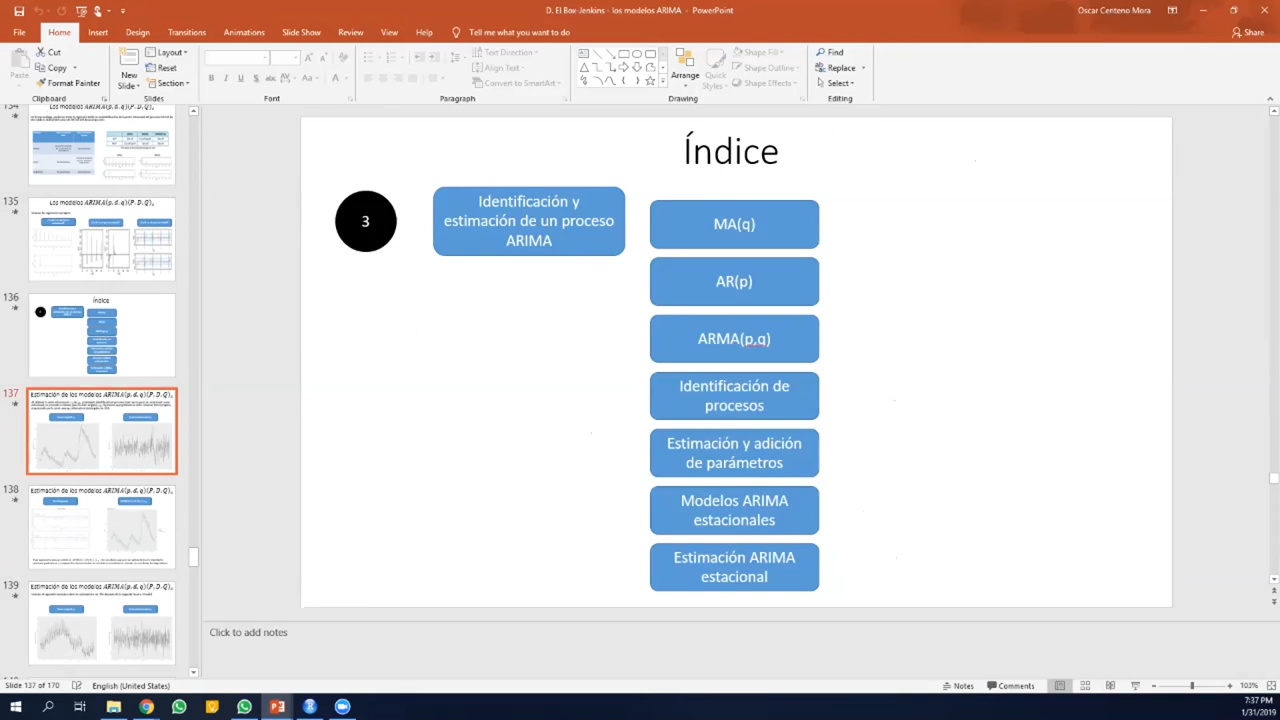 D. El Box-Jenkins - los modelos ARIMA - PowerPoint
Oscar Centeno Mora
File Home Insert Design Transitions Animations Slide Show Review View Help Tell me what you want to do
Share
Paste
Cut
Copy
Format Painter
Clipboard
New
Slide
Layout
Reset
Section
Slides
Font
Text Direction
Align Text
Convert to SmartArt
Paragraph
Arrange
Quick
Styles
Shape Fill
Shape Outline
Shape Effects
Drawing
Find
Replace
Select
Editing
134
Los modelos ARIMA(p,d,q)(P,D,Q)s
135
Los modelos ARIMA(p,d,q)(P,D,Q)s
136
Índice
137
Estimación de los modelos ARIMA(p,d,q)(P,D,Q)s
138
Estimación de los modelos ARIMA(p,d,q)(P,D,Q)s
139
Estimación de los modelos ARIMA(p,d,q)(P,D,Q)s
Índice
3
Identificación y
estimación de un proceso
ARIMA
MA(q)
AR(p)
ARMA(p,q)
Identificación de
procesos
Estimación y adición
de parámetros
Modelos ARIMA
estacionales
Estimación ARIMA
estacional
Click to add notes
Slide 137 of 170
English (United States)
Notes
Comments
103%
7:37 PM
1/31/2019